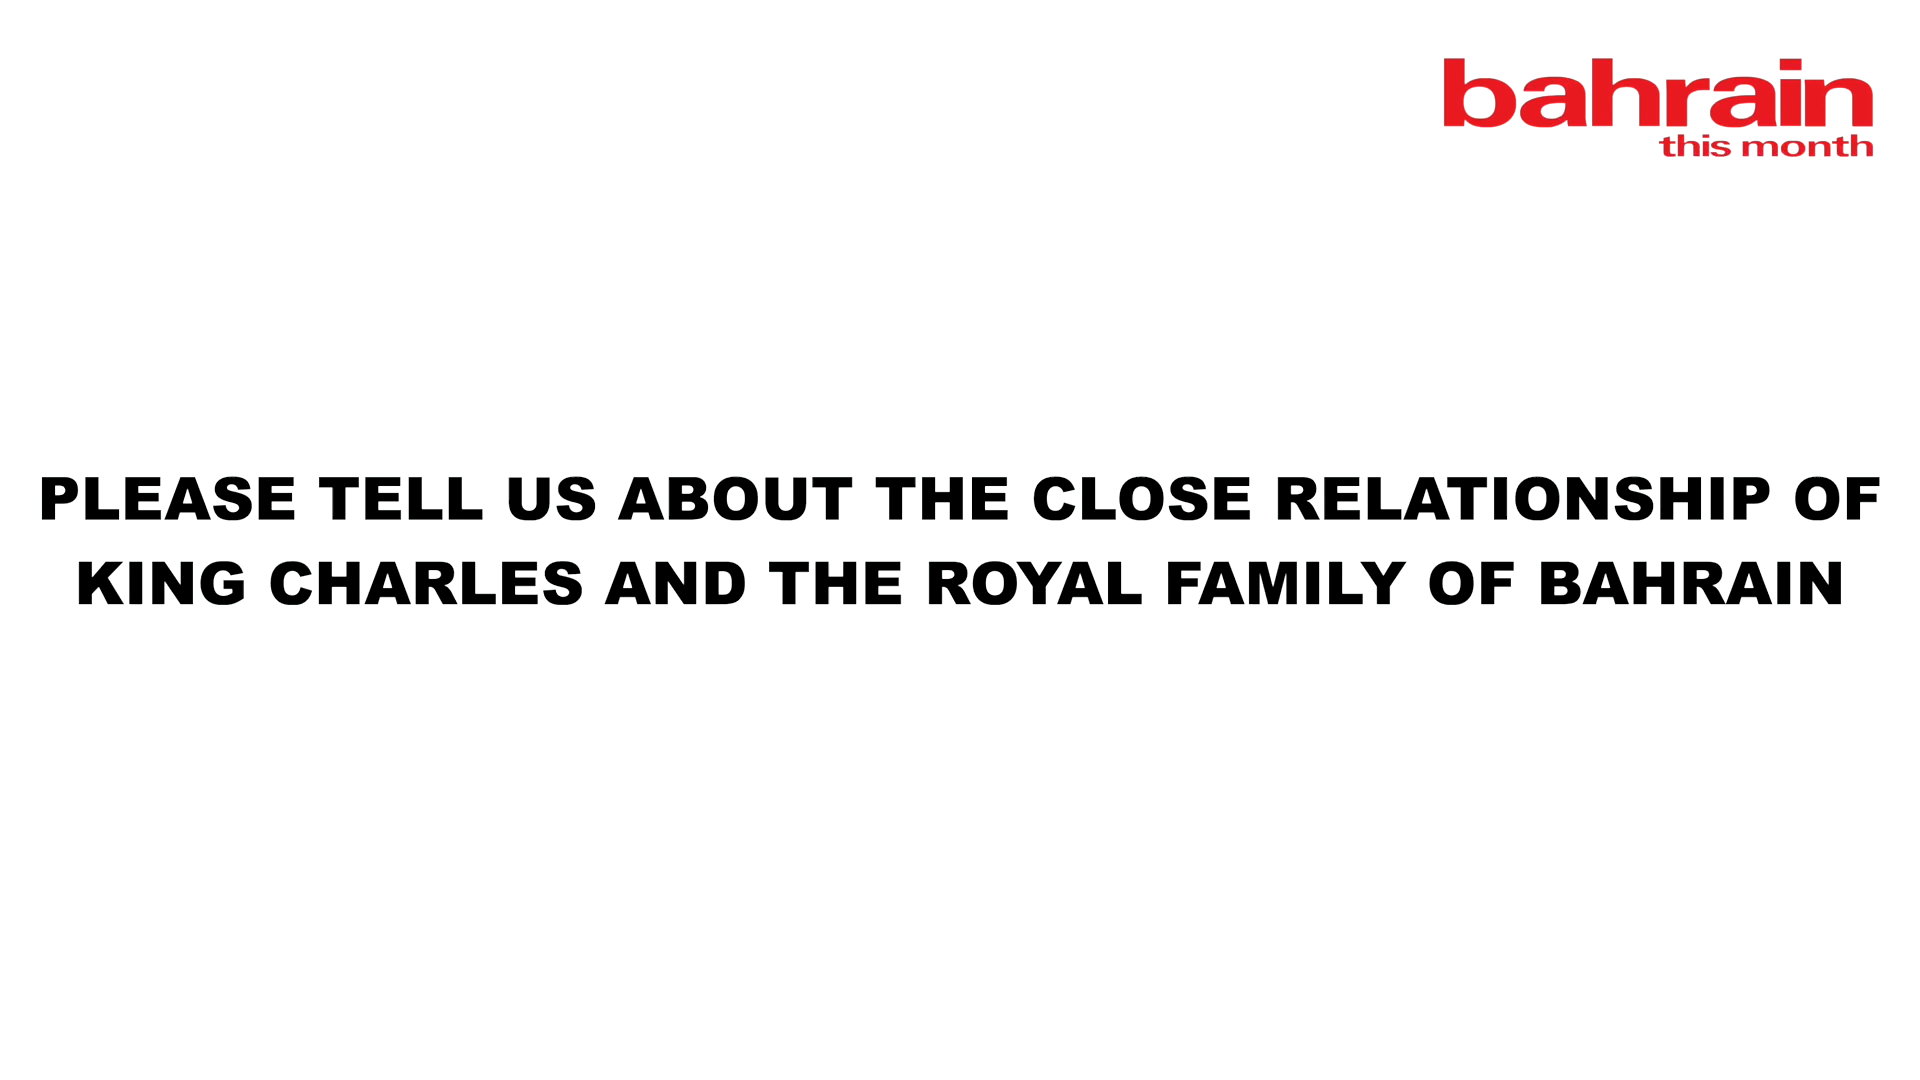 bahrain
this month
PLEASE TELL US ABOUT THE CLOSE RELATIONSHIP OF
KING CHARLES AND THE ROYAL FAMILY OF BAHRAIN